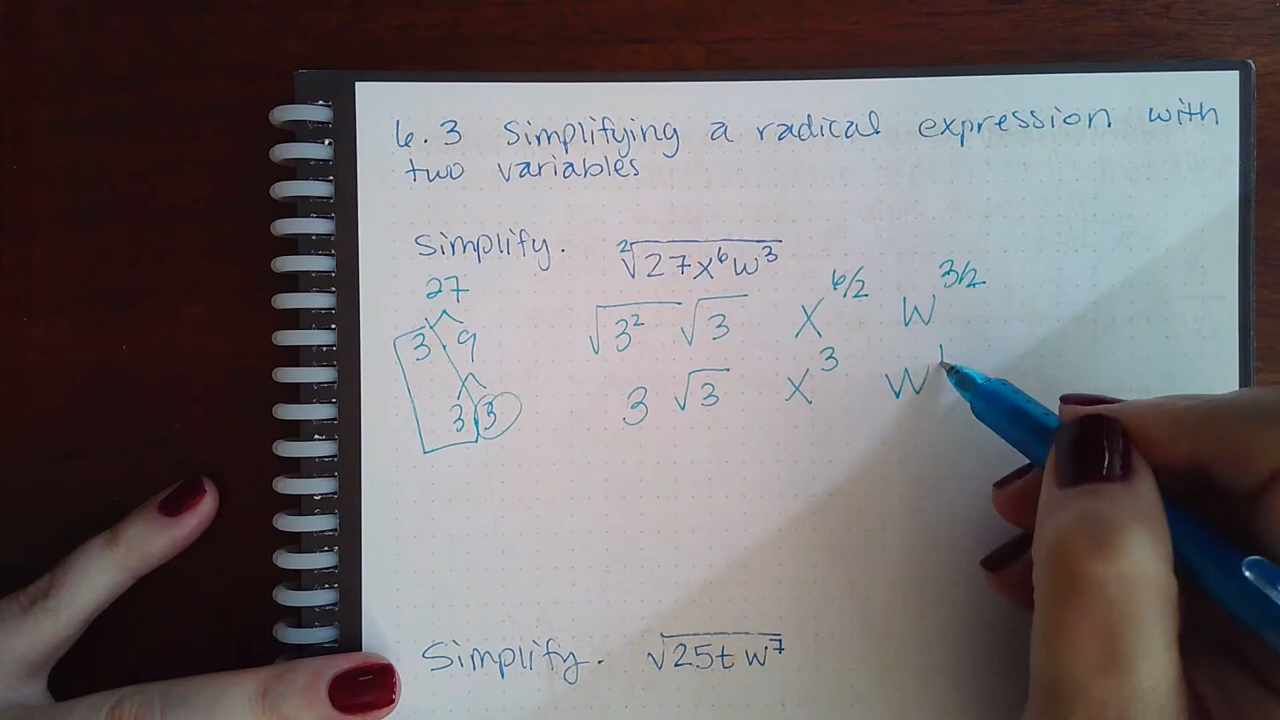 6.3 Simplifying a radical expression with
two variables
Simplify. ²√27x⁶w³
27
3 9
3 3
√3² √3 x^6/2 w^3/2
3 √3 x³ w¹
Simplify. √25tw⁷